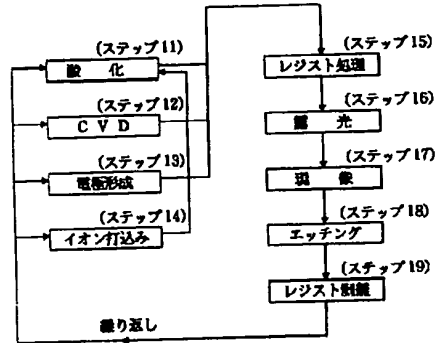 (ステップ11)
酸 化
(ステップ12)
C V D
(ステップ13)
電極形成
(ステップ14)
イオン打込み
(ステップ15)
レジスト処理
(ステップ16)
露 光
(ステップ17)
現 像
(ステップ18)
エッチング
(ステップ19)
レジスト剥離
繰り返し